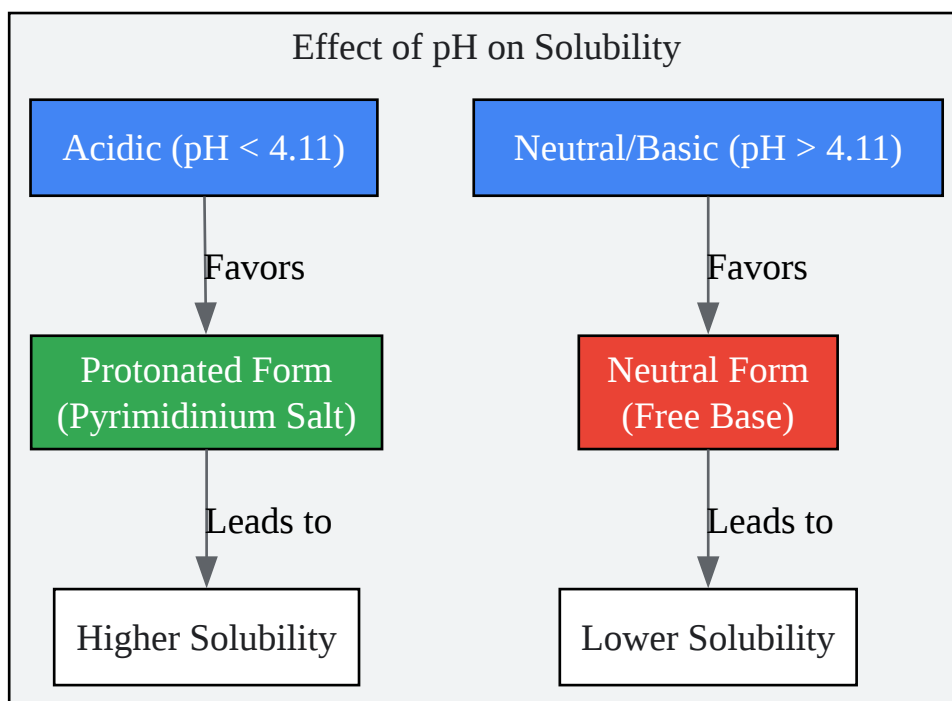 Effect of pH on Solubility
Acidic (pH < 4.11)
Neutral/Basic (pH > 4.11)
Favors
Favors
Protonated Form
(Pyrimidinium Salt)
Neutral Form
(Free Base)
Leads to
Leads to
Higher Solubility
Lower Solubility